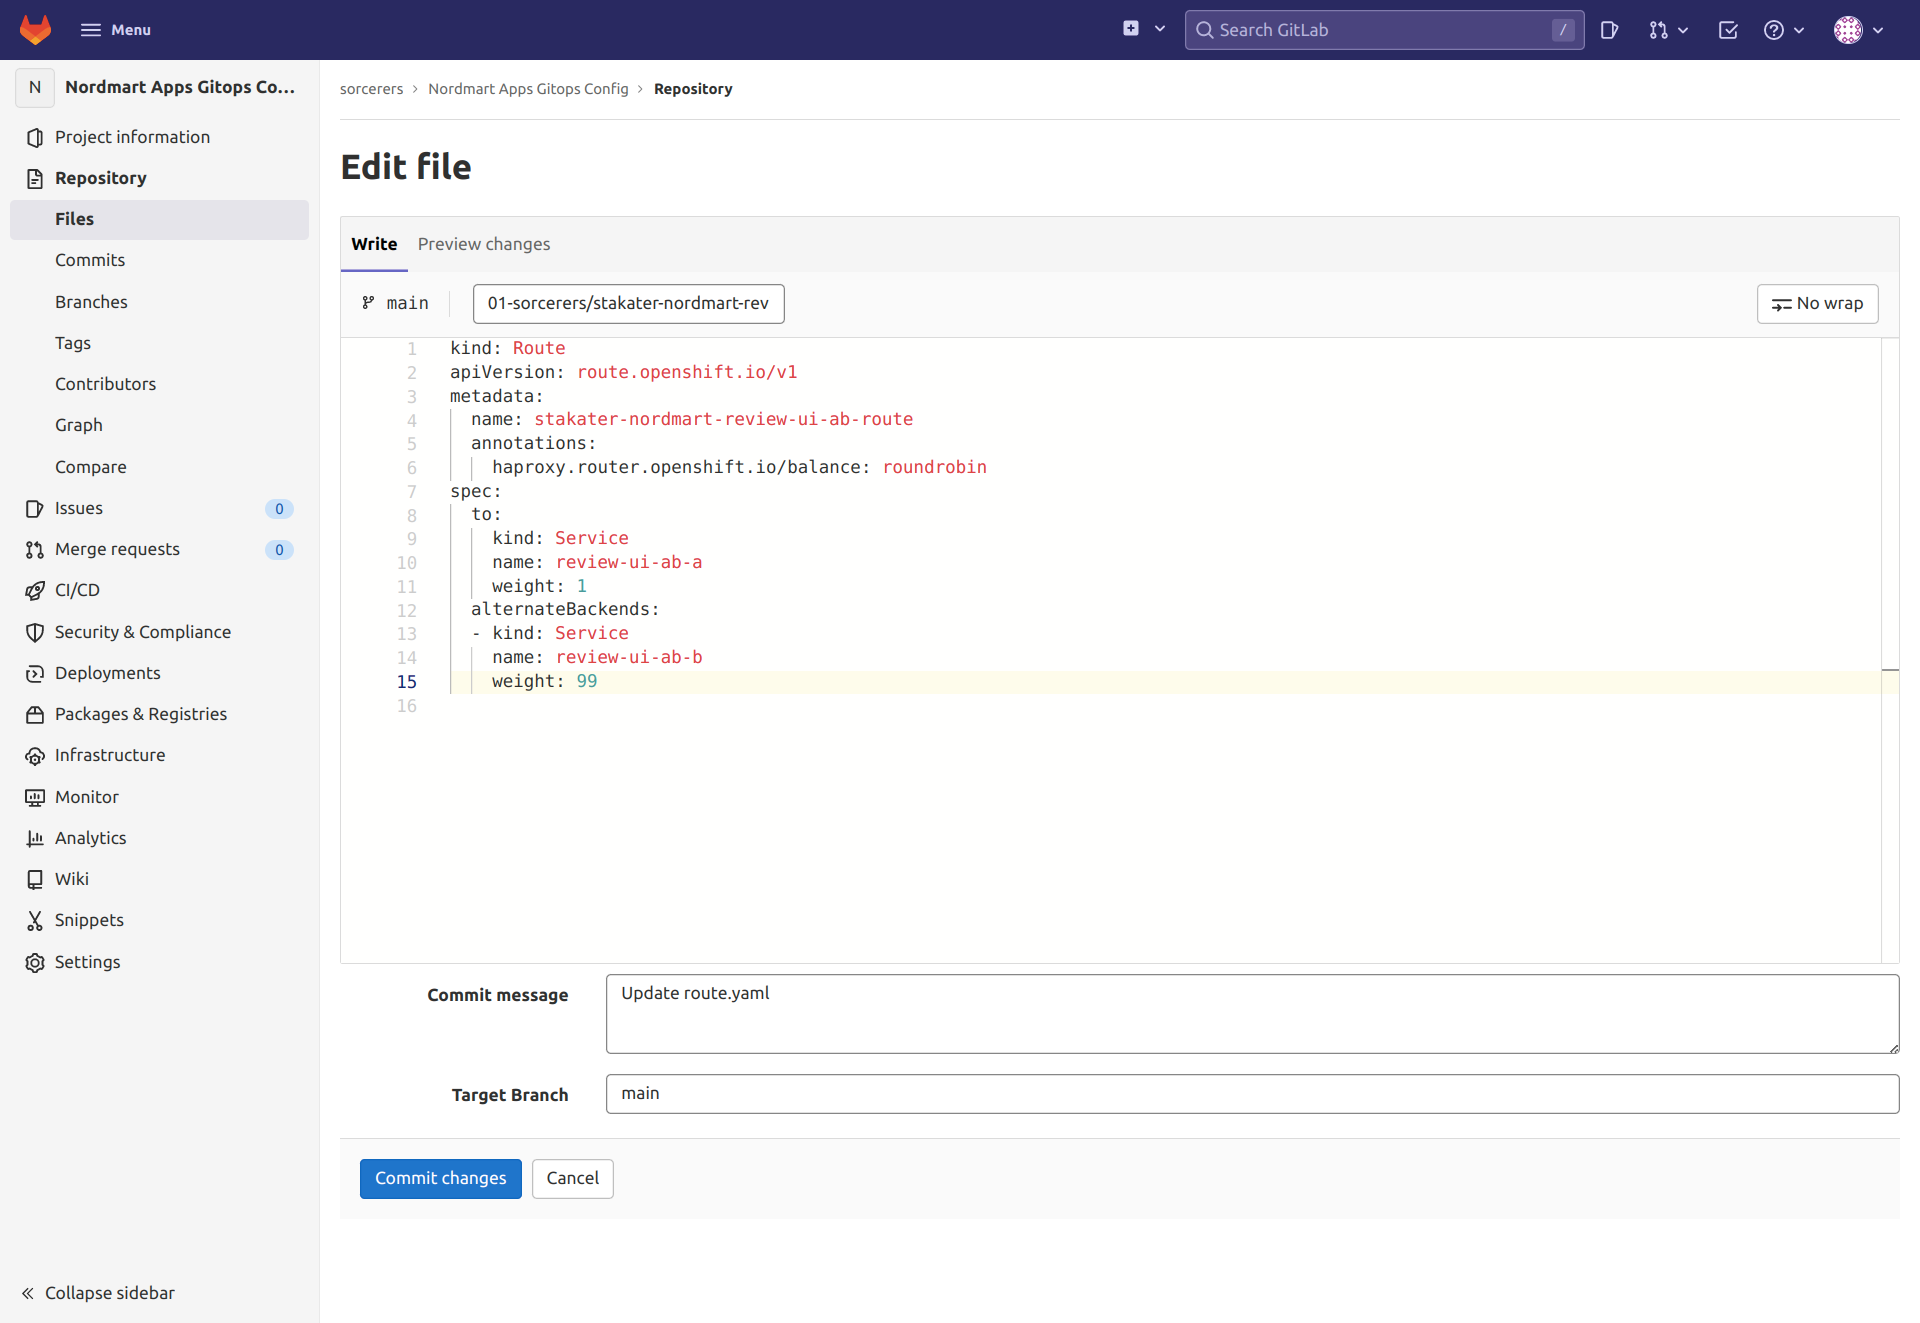 Menu
Search GitLab
/
N
Nordmart Apps Gitops Co...
Project information
Repository
Files
Commits
Branches
Tags
Contributors
Graph
Compare
Issues 0
Merge requests 0
CI/CD
Security & Compliance
Deployments
Packages & Registries
Infrastructure
Monitor
Analytics
Wiki
Snippets
Settings
Collapse sidebar
sorcerers › Nordmart Apps Gitops Config › Repository
Edit file
Write Preview changes
main 01-sorcerers/stakater-nordmart-rev No wrap
1 kind: Route
2 apiVersion: route.openshift.io/v1
3 metadata:
4   name: stakater-nordmart-review-ui-ab-route
5   annotations:
6     haproxy.router.openshift.io/balance: roundrobin
7 spec:
8   to:
9     kind: Service
10     name: review-ui-ab-a
11     weight: 1
12   alternateBackends:
13   - kind: Service
14     name: review-ui-ab-b
15     weight: 99
16
Commit message Update route.yaml
Target Branch main
Commit changes Cancel